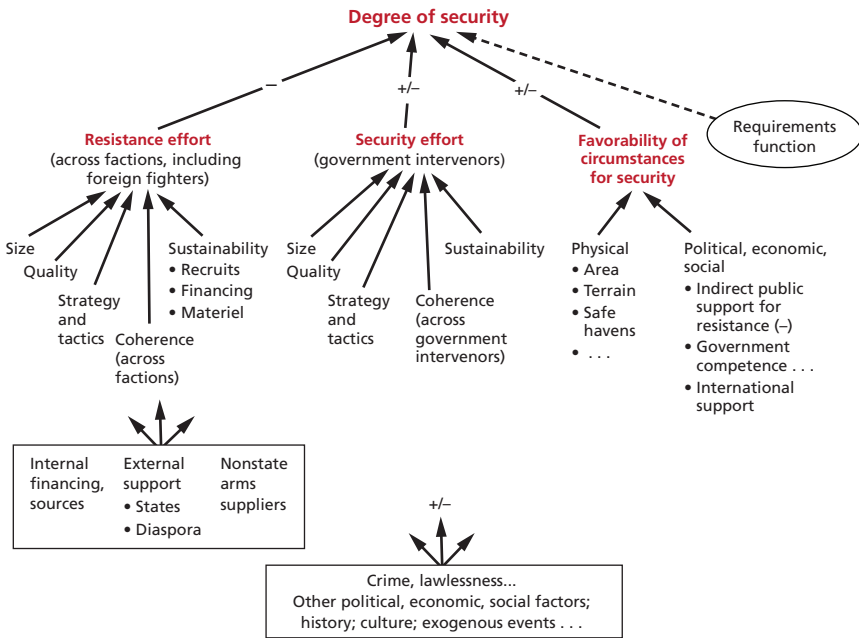 Degree of security
–
+/–
+/–
Requirements
function
Resistance effort
(across factions, including
foreign fighters)
Security effort
(government intervenors)
Favorability of
circumstances
for security
Size
Quality
Strategy
and
tactics
Coherence
(across
factions)
Sustainability
• Recruits
• Financing
• Materiel
Size
Quality
Strategy
and
tactics
Coherence
(across
government
intervenors)
Sustainability
Physical
• Area
• Terrain
• Safe
havens
• . . .
Political, economic,
social
• Indirect public
support for
resistance (–)
• Government
competence . . .
• International
support
Internal
financing,
sources
External
support
• States
• Diaspora
Nonstate
arms
suppliers
+/–
Crime, lawlessness...
Other political, economic, social factors;
history; culture; exogenous events . . .